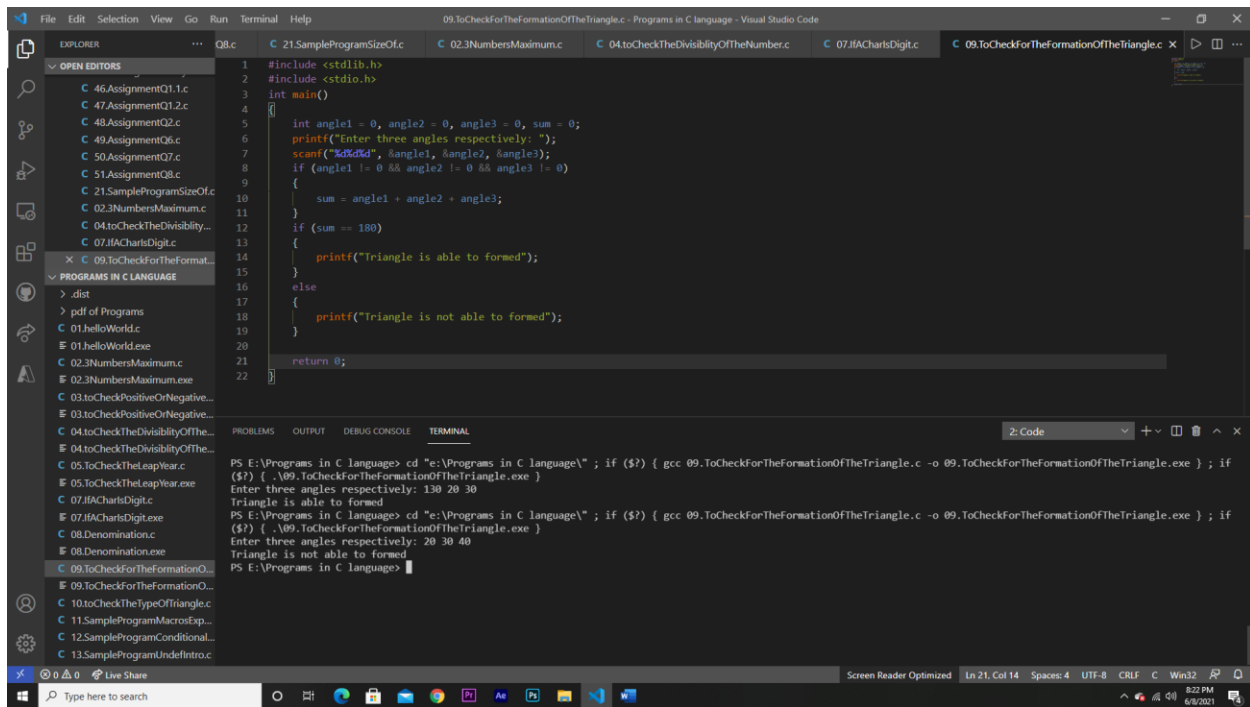 File Edit Selection View Go Run Terminal Help
09.ToCheckForTheFormationOfTheTriangle.c - Programs in C language - Visual Studio Code
EXPLORER
Q8.c
21.SampleProgramSizeOf.c
02.3NumbersMaximum.c
04.toCheckTheDivisiblityOfTheNumber.c
07.IfACharIsDigit.c
09.ToCheckForTheFormationOfTheTriangle.c
OPEN EDITORS
C 46.AssignmentQ1.1.c
C 47.AssignmentQ1.2.c
C 48.AssignmentQ2.c
C 49.AssignmentQ6.c
C 50.AssignmentQ7.c
C 51.AssignmentQ8.c
C 21.SampleProgramSizeOf.c
C 02.3NumbersMaximum.c
C 04.toCheckTheDivisiblity...
C 07.IfACharIsDigit.c
C 09.ToCheckForTheFormat...
PROGRAMS IN C LANGUAGE
> .dist
> pdf of Programs
C 01.helloWorld.c
01.helloWorld.exe
C 02.3NumbersMaximum.c
02.3NumbersMaximum.exe
C 03.toCheckPositiveOrNegative...
03.toCheckPositiveOrNegative...
C 04.toCheckTheDivisiblityOfThe...
04.toCheckTheDivisiblityOfThe...
C 05.ToCheckTheLeapYear.c
05.ToCheckTheLeapYear.exe
C 07.IfACharIsDigit.c
07.IfACharIsDigit.exe
C 08.Denomination.c
08.Denomination.exe
C 09.ToCheckForTheFormationO...
09.ToCheckForTheFormationO...
C 10.toCheckTheTypeOfTriangle.c
C 11.SampleProgramMacrosExp...
C 12.SampleProgramConditional...
C 13.SampleProgramUndefIntro.c
1 #include <stdlib.h>
2 #include <stdio.h>
3 int main()
4 {
5 int angle1 = 0, angle2 = 0, angle3 = 0, sum = 0;
6 printf("Enter three angles respectively: ");
7 scanf("%d%d%d", &angle1, &angle2, &angle3);
8 if (angle1 != 0 && angle2 != 0 && angle3 != 0)
9 {
10 sum = angle1 + angle2 + angle3;
11 }
12 if (sum == 180)
13 {
14 printf("Triangle is able to formed");
15 }
16 else
17 {
18 printf("Triangle is not able to formed");
19 }
20
21 return 0;
22 }
PROBLEMS OUTPUT DEBUG CONSOLE TERMINAL
2: Code
PS E:\Programs in C language> cd "e:\Programs in C language\" ; if ($?) { gcc 09.ToCheckForTheFormationOfTheTriangle.c -o 09.ToCheckForTheFormationOfTheTriangle.exe } ; if
($?) { .\09.ToCheckForTheFormationOfTheTriangle.exe }
Enter three angles respectively: 130 20 30
Triangle is able to formed
PS E:\Programs in C language> cd "e:\Programs in C language\" ; if ($?) { gcc 09.ToCheckForTheFormationOfTheTriangle.c -o 09.ToCheckForTheFormationOfTheTriangle.exe } ; if
($?) { .\09.ToCheckForTheFormationOfTheTriangle.exe }
Enter three angles respectively: 20 30 40
Triangle is not able to formed
PS E:\Programs in C language>
0 0 Live Share
Screen Reader Optimized Ln 21, Col 14 Spaces: 4 UTF-8 CRLF C Win32
Type here to search
Pr Ae Ps
8:22 PM
6/8/2021